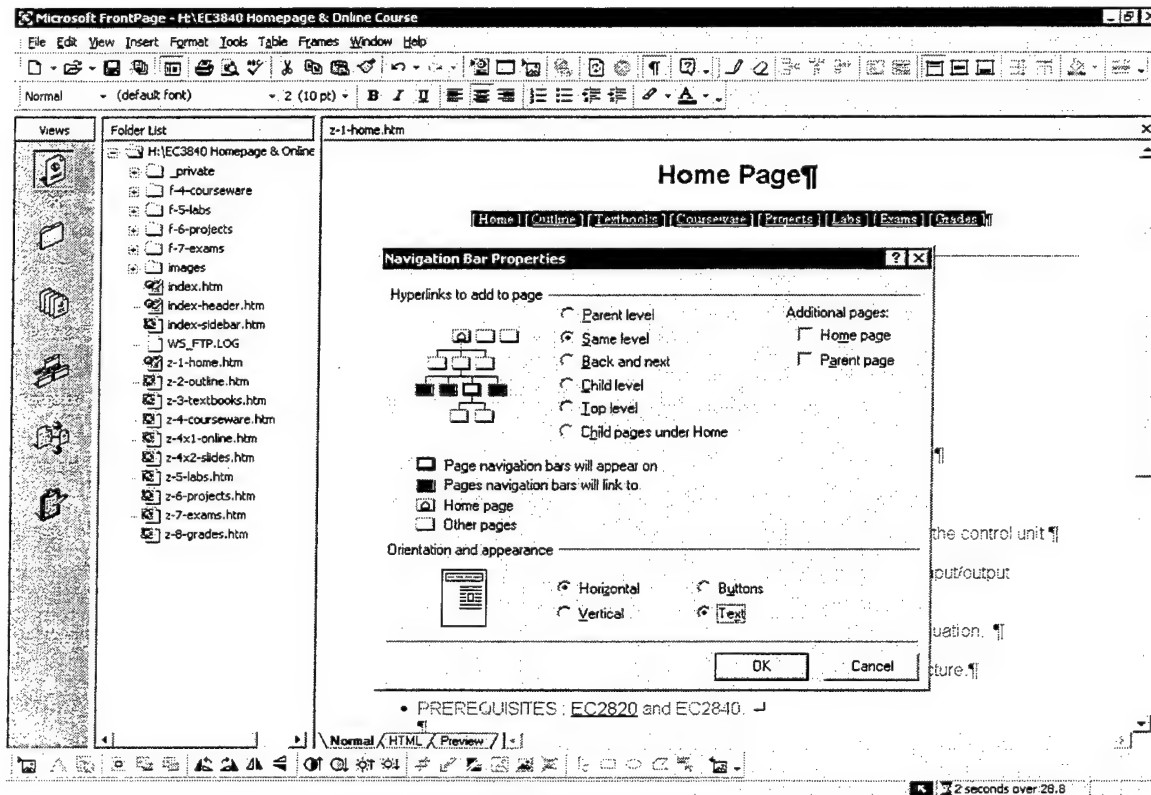 Microsoft FrontPage - H:\EC3840 Homepage & Online Course
File Edit View Insert Format Tools Table Frames Window Help
Normal (default font) 2 (10 pt) B I U A
Views
Folder List
z-1-home.htm
H:\EC3840 Homepage & Online
_private
f-4-courseware
f-5-labs
f-6-projects
f-7-exams
images
index.htm
index-header.htm
index-sidebar.htm
WS_FTP.LOG
z-1-home.htm
z-2-outline.htm
z-3-textbooks.htm
z-4-courseware.htm
z-4x1-online.htm
z-4x2-slides.htm
z-5-labs.htm
z-6-projects.htm
z-7-exams.htm
z-8-grades.htm
Home Page¶
[ Home ] [ Outline ] [ Textbooks ] [ Courseware ] [ Projects ] [ Labs ] [ Exams ] [ Grades ]¶
Navigation Bar Properties
Hyperlinks to add to page
Parent level
Same level
Back and next
Child level
Top level
Child pages under Home
Additional pages:
Home page
Parent page
Page navigation bars will appear on
Pages navigation bars will link to
Home page
Other pages
Orientation and appearance
Horizontal
Vertical
Buttons
Text
OK Cancel
¶
the control unit ¶
put/output
uation. ¶
cture.¶
• PREREQUISITES : EC2820 and EC2840. ↵
¶
Normal HTML Preview
2 seconds over 28.8